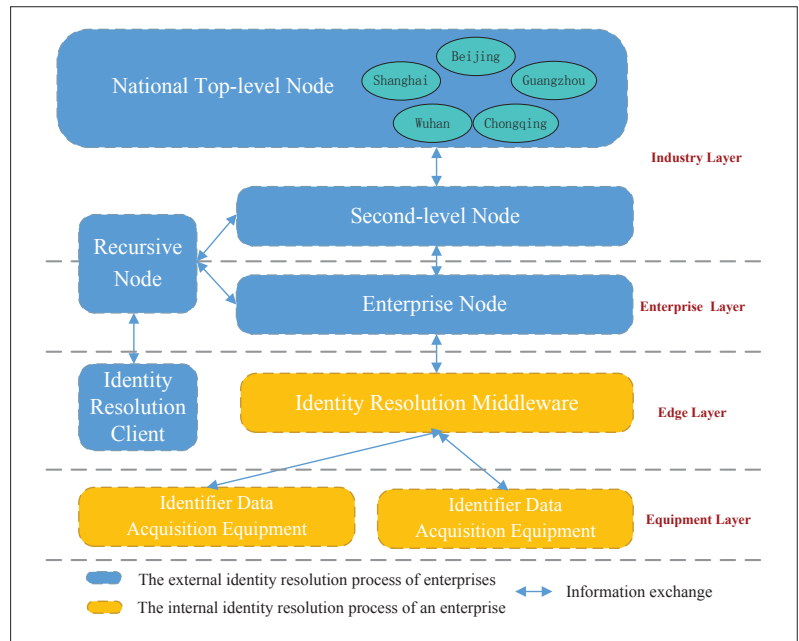 National Top-level Node
Beijing
Shanghai
Guangzhou
Wuhan
Chongqing
Industry Layer
Second-level Node
Recursive
Node
Enterprise Node
Enterprise Layer
Identity
Resolution
Client
Identity Resolution Middleware
Edge Layer
Identifier Data
Acquisition Equipment
Identifier Data
Acquisition Equipment
Equipment Layer
The external identity resolution process of enterprises
Information exchange
The internal identity resolution process of an enterprise